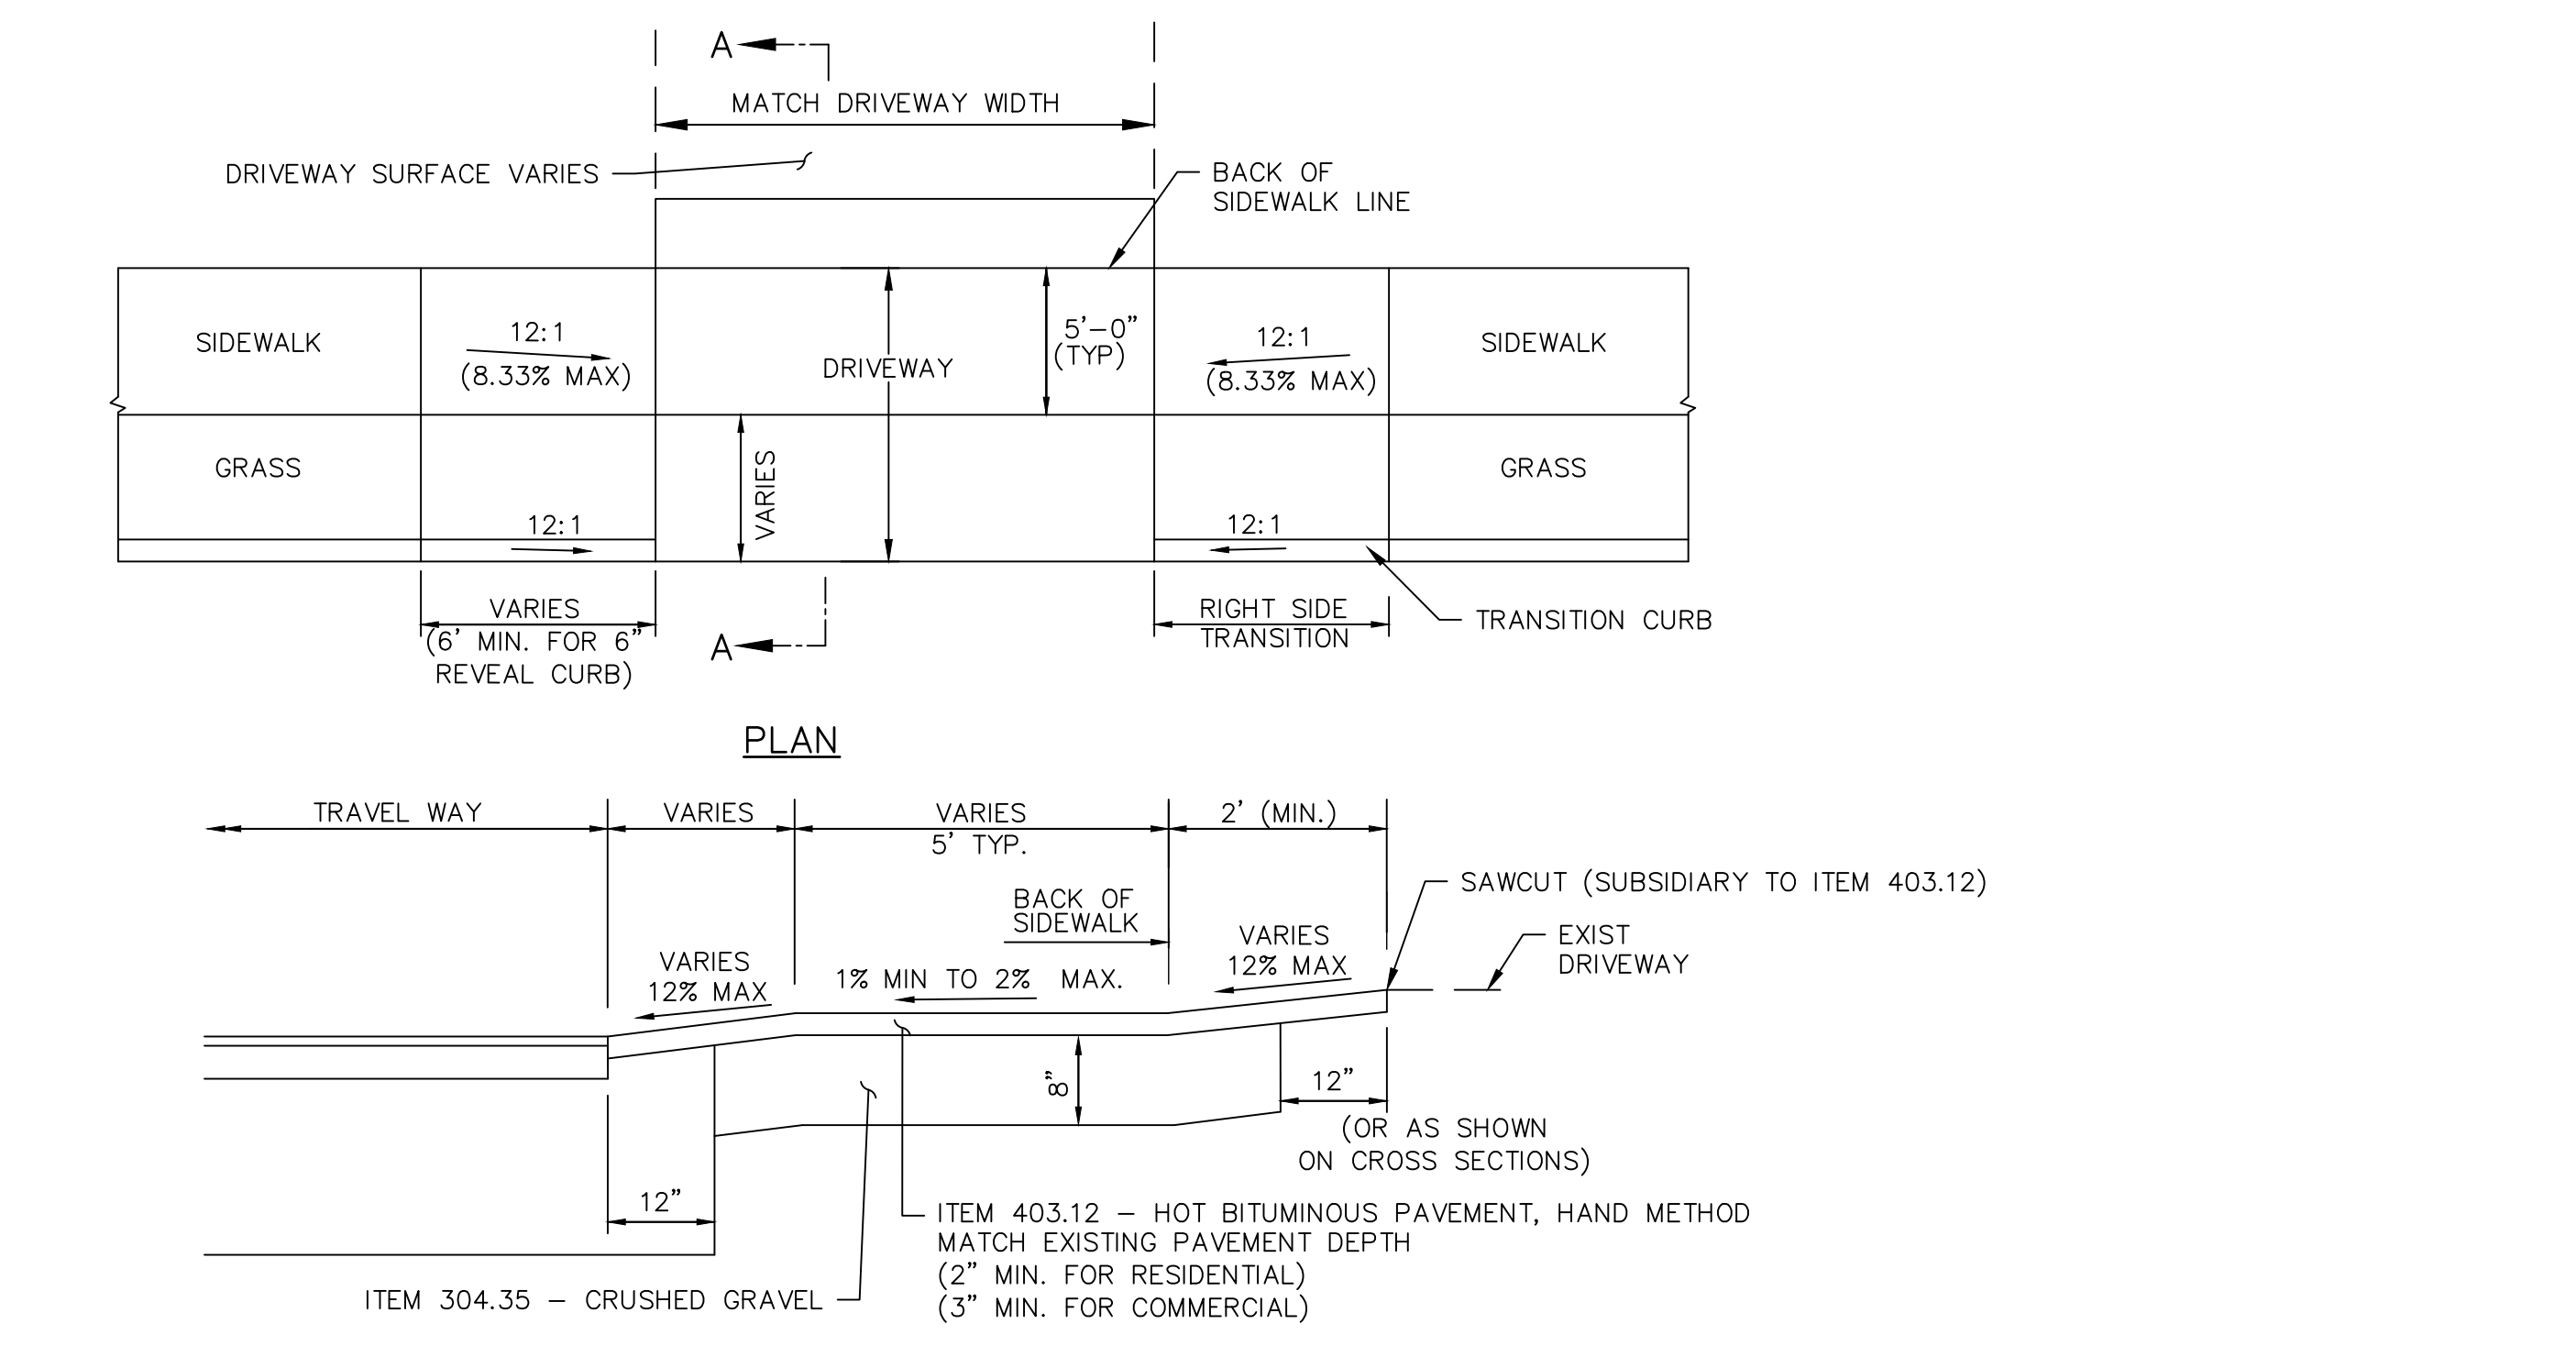 A
MATCH DRIVEWAY WIDTH
DRIVEWAY SURFACE VARIES
BACK OF
SIDEWALK LINE
SIDEWALK
12:1
(8.33% MAX)
DRIVEWAY
5'-0"
(TYP)
12:1
(8.33% MAX)
SIDEWALK
GRASS
VARIES
GRASS
12:1
12:1
VARIES
(6' MIN. FOR 6"
REVEAL CURB)
A
RIGHT SIDE
TRANSITION
TRANSITION CURB
PLAN
TRAVEL WAY
VARIES
VARIES
5' TYP.
2' (MIN.)
BACK OF
SIDEWALK
SAWCUT (SUBSIDIARY TO ITEM 403.12)
EXIST
DRIVEWAY
VARIES
12% MAX
1% MIN TO 2% MAX.
VARIES
12% MAX
8"
12"
(OR AS SHOWN
ON CROSS SECTIONS)
12"
ITEM 403.12 - HOT BITUMINOUS PAVEMENT, HAND METHOD
MATCH EXISTING PAVEMENT DEPTH
(2" MIN. FOR RESIDENTIAL)
(3" MIN. FOR COMMERCIAL)
ITEM 304.35 - CRUSHED GRAVEL